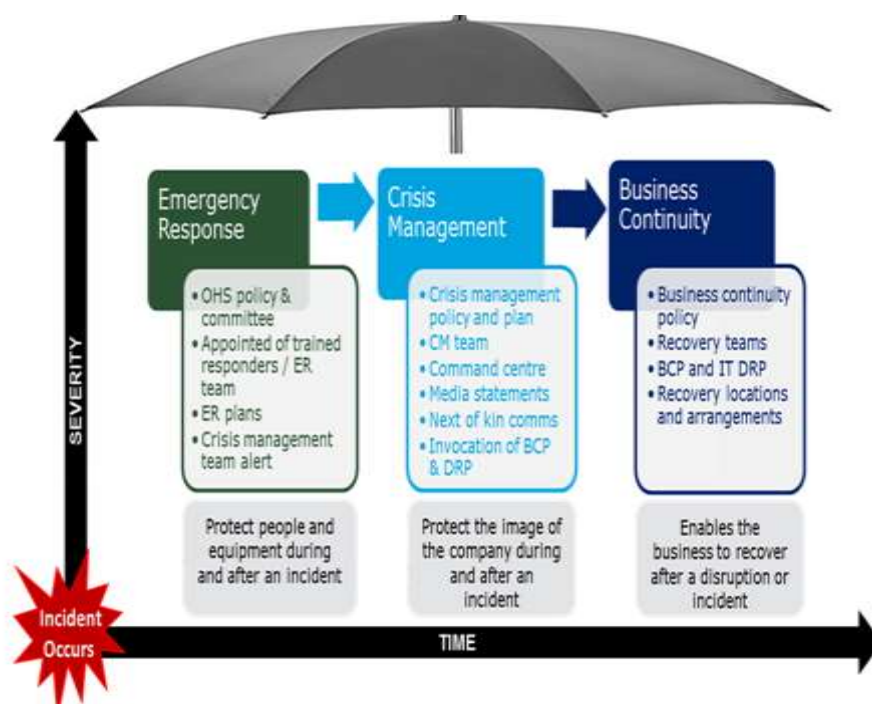 Emergency
Response
Crisis
Management
Business
Continuity
• OHS policy &
committee
• Appointed of trained
responders / ER
team
• ER plans
• Crisis management
team alert
• Crisis management
policy and plan
• CM team
• Command centre
• Media statements
• Next of kin comms
• Invocation of BCP
& DRP
• Business continuity
policy
• Recovery teams
• BCP and IT DRP
• Recovery locations
and arrangements
SEVERITY
Protect people and
equipment during
and after an incident
Protect the image of
the company during
and after an
incident
Enables the
business to recover
after a disruption or
incident
Incident
Occurs
TIME